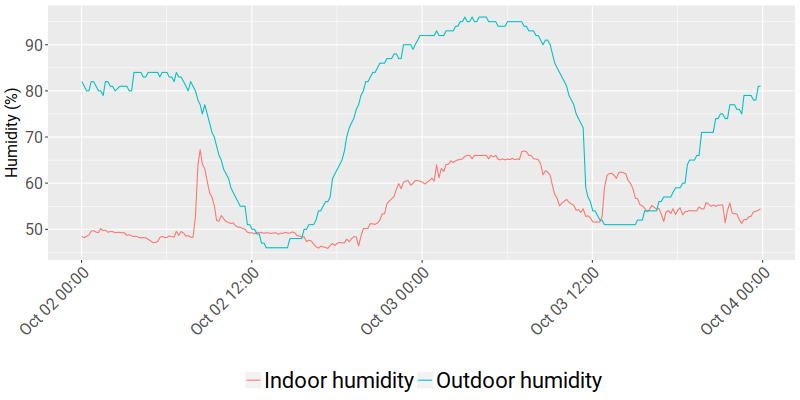 Humidity (%)
90
80
70
60
50
Oct 02 00:00
Oct 02 12:00
Oct 03 00:00
Oct 03 12:00
Oct 04 00:00
Indoor humidity Outdoor humidity